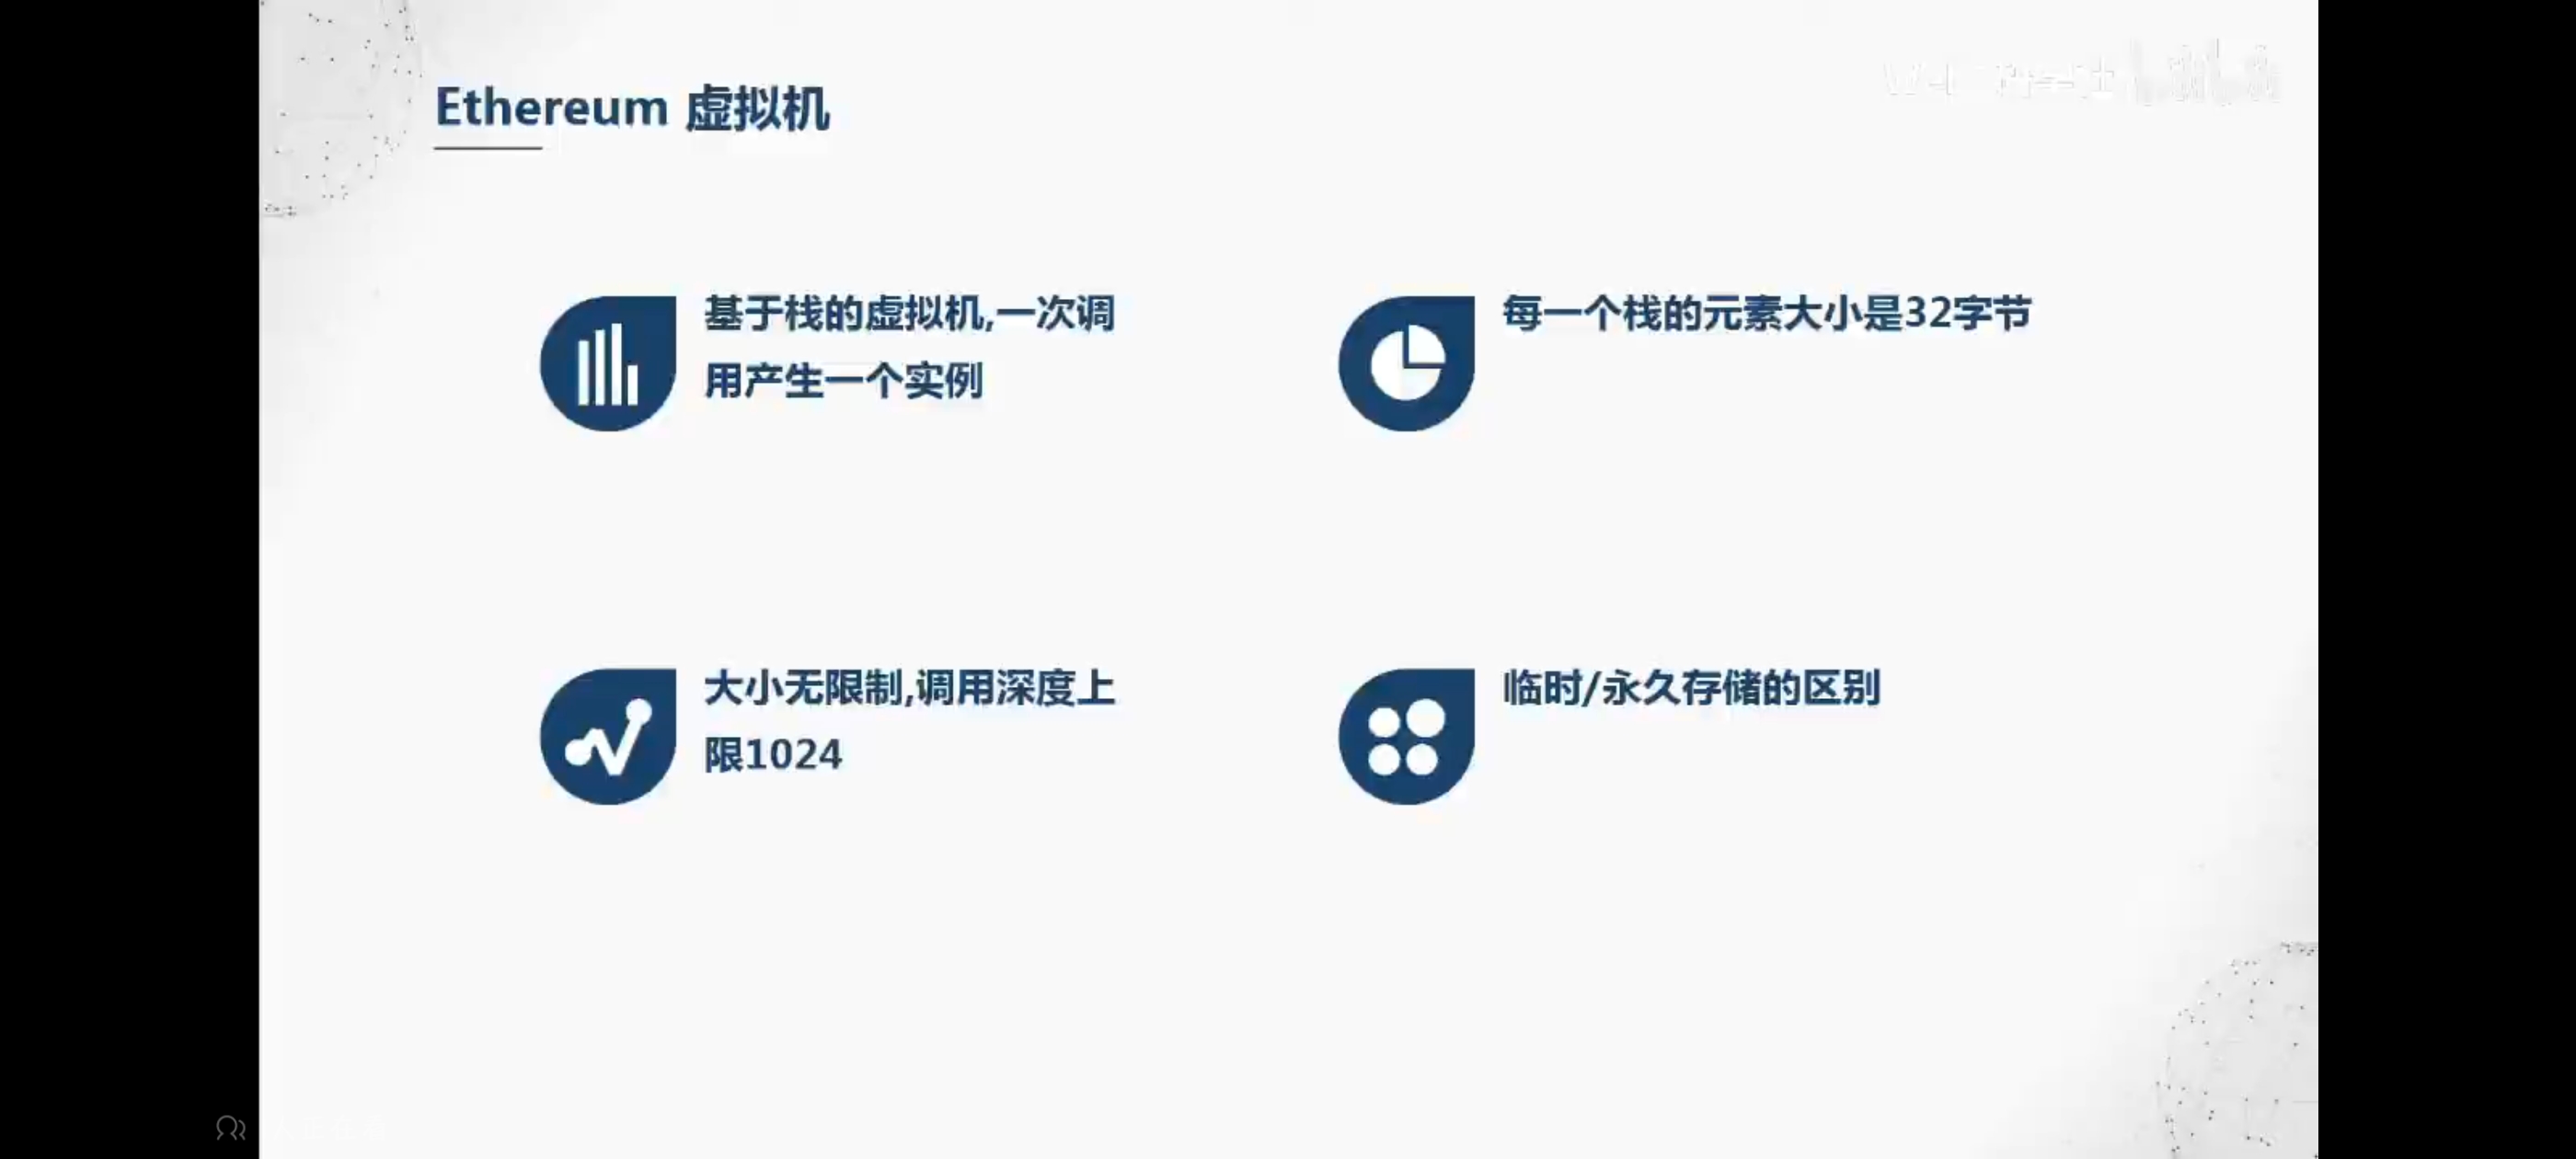 Ethereum 虚拟机
基于栈的虚拟机,一次调
用产生一个实例
每一个栈的元素大小是32字节
大小无限制,调用深度上
限1024
临时/永久存储的区别